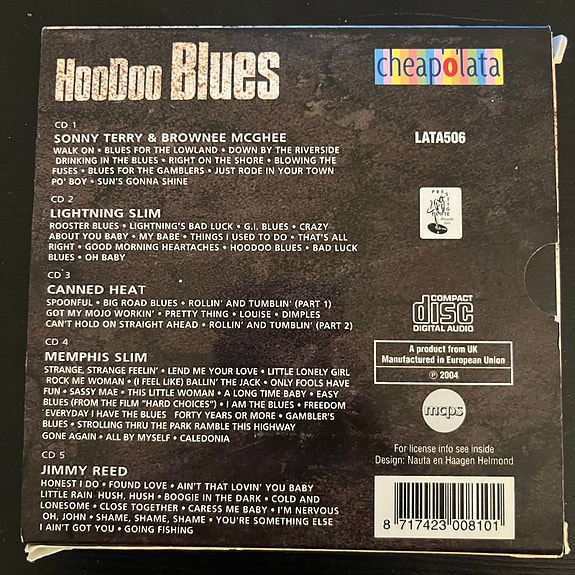 HooDoo Blues
cheapolata
CD 1
SONNY TERRY & BROWNEE MCGHEE
WALK ON • BLUES FOR THE LOWLAND • DOWN BY THE RIVERSIDE
DRINKING IN THE BLUES • RIGHT ON THE SHORE • BLOWING THE
FUSES • BLUES FOR THE GAMBLERS • JUST RODE IN YOUR TOWN
PO' BOY • SUN'S GONNA SHINE
LATA506
CD 2
LIGHTNING SLIM
ROOSTER BLUES • LIGHTNING'S BAD LUCK • G.I. BLUES • CRAZY
ABOUT YOU BABY • MY BABE • THINGS I USED TO DO • THAT'S ALL
RIGHT • GOOD MORNING HEARTACHES • HOODOO BLUES • BAD LUCK
BLUES • OH BABY
PRESTIGE
CD 3
CANNED HEAT
SPOONFUL • BIG ROAD BLUES • ROLLIN' AND TUMBLIN' (PART 1)
GOT MY MOJO WORKIN' • PRETTY THING • LOUISE • DIMPLES
CAN'T HOLD ON STRAIGHT AHEAD • ROLLIN' AND TUMBLIN' (PART 2)
COMPACT
disc
DIGITAL AUDIO
CD 4
MEMPHIS SLIM
STRANGE, STRANGE FEELIN' • LEND ME YOUR LOVE • LITTLE LONELY GIRL
ROCK ME WOMAN • (I FEEL LIKE) BALLIN' THE JACK • ONLY FOOLS HAVE
FUN • SASSY MAE • THIS LITTLE WOMAN • A LONG TIME BABY • EASY
BLUES (FROM THE FILM "HARD CHOICES") • I AM THE BLUES • FREEDOM
EVERYDAY I HAVE THE BLUES FORTY YEARS OR MORE • GAMBLER'S
BLUES • STROLLING THRU THE PARK RAMBLE THIS HIGHWAY
GONE AGAIN • ALL BY MYSELF • CALEDONIA
A product from UK
Manufactured in European Union
℗ 2004
mcps
For license info see inside
Design: Nauta en Haagen Helmond
CD 5
JIMMY REED
HONEST I DO • FOUND LOVE • AIN'T THAT LOVIN' YOU BABY
LITTLE RAIN HUSH, HUSH • BOOGIE IN THE DARK • COLD AND
LONESOME • CLOSE TOGETHER • CARESS ME BABY • I'M NERVOUS
OH, JOHN • SHAME, SHAME, SHAME • YOU'RE SOMETHING ELSE
I AIN'T GOT YOU • GOING FISHING
8 717423 008101